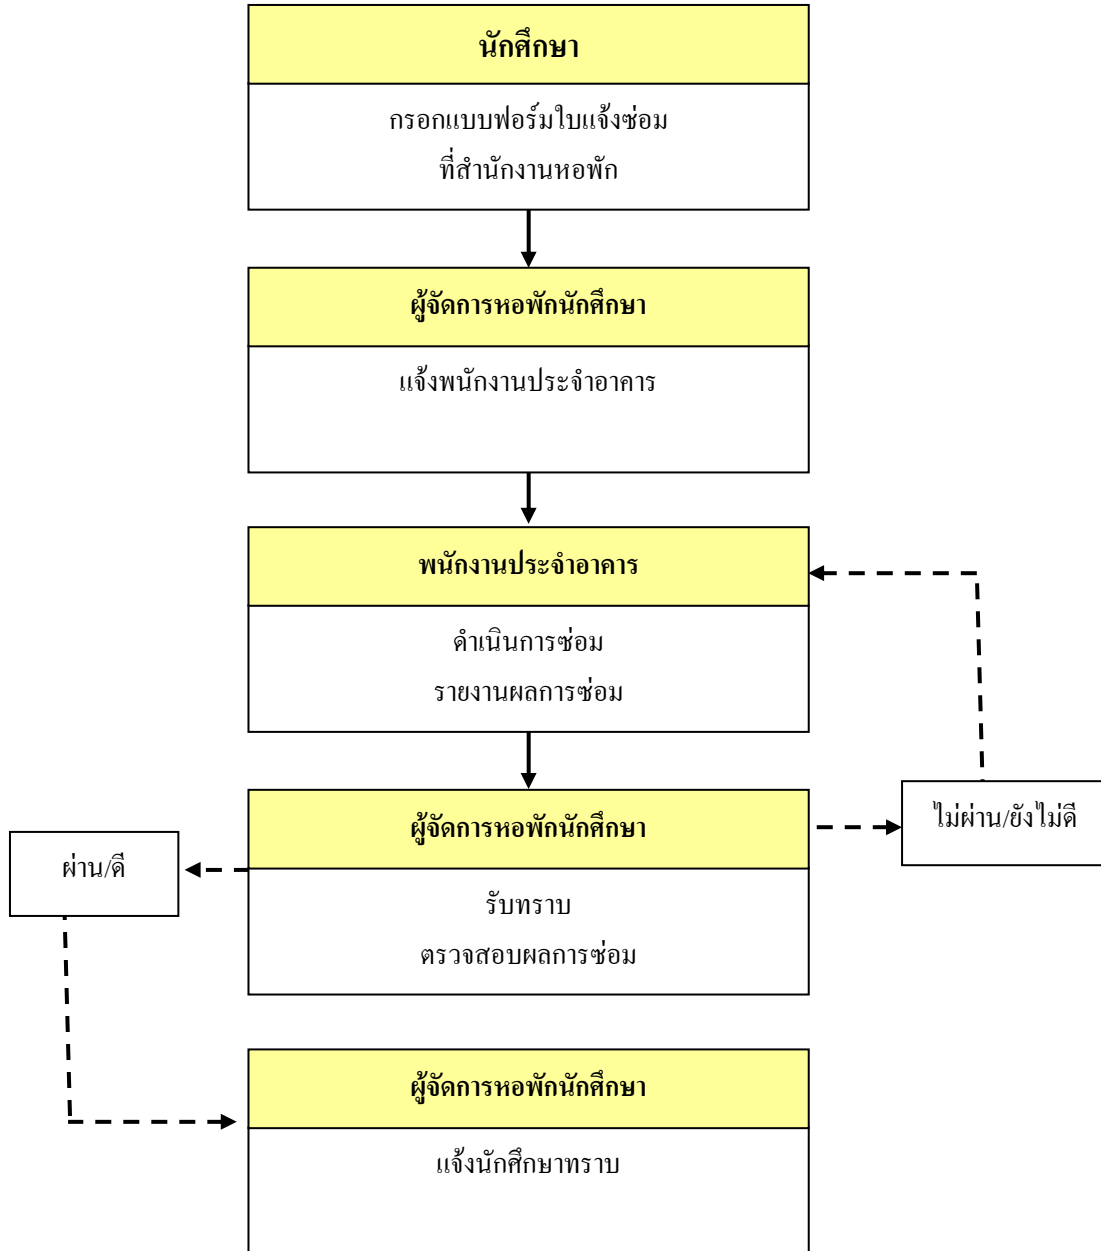 นักศึกษา
กรอกแบบฟอร์มใบแจ้งซ่อม
ที่สำนักงานหอพัก
ผู้จัดการหอพักนักศึกษา
แจ้งพนักงานประจำอาคาร
พนักงานประจำอาคาร
ดำเนินการซ่อม
รายงานผลการซ่อม
ผู้จัดการหอพักนักศึกษา
ไม่ผ่าน/ยังไม่ดี
ผ่าน/ดี
รับทราบ
ตรวจสอบผลการซ่อม
ผู้จัดการหอพักนักศึกษา
แจ้งนักศึกษาทราบ